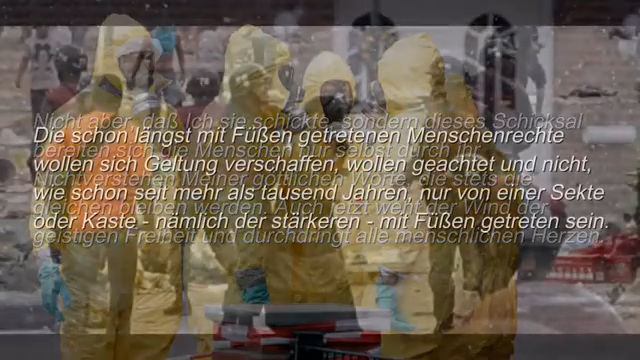 Nicht aber, daß Ich sie schickte, sondern dieses Schicksal
bereiten sich die Menschen nur selbst durch ihr
Meiner göttlichen Worte, die stets die
gleichen bleiben werden. Auch jetzt weht der Wind der
geistigen Freiheit und durchdringt alle menschlichen Herzen.
Die schon längst mit Füßen getretenen Menschenrechte
wollen sich Geltung verschaffen, wollen geachtet und nicht,
wie schon seit mehr als tausend Jahren, nur von einer Sekte
oder Kaste - nämlich der stärkeren - mit Füßen getreten sein.